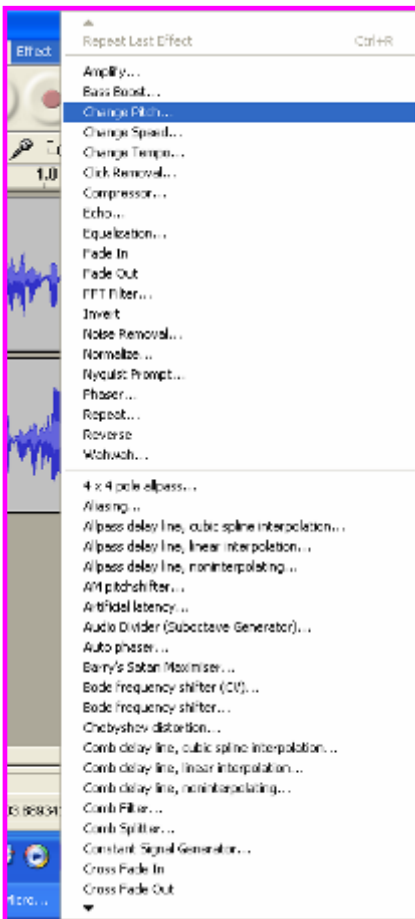 Effect
1.0
Repeat Last Effect Ctrl+R
Amplify...
Bass Boost...
Change Pitch...
Change Speed...
Change Tempo...
Click Removal...
Compressor...
Echo...
Equalization...
Fade In
Fade Out
FFT Filter...
Invert
Noise Removal...
Normalize...
Nyquist Prompt...
Phaser...
Repeat...
Reverse
Wahwah...
4 x 4 pole allpass...
Aliasing...
Allpass delay line, cubic spline interpolation...
Allpass delay line, linear interpolation...
Allpass delay line, noninterpolating...
AM pitchshifter...
Artificial latency...
Audio Divider (Suboctave Generator)...
Auto phaser...
Barry's Satan Maximiser...
Bode frequency shifter (CV)...
Bode frequency shifter...
Chebyshev distortion...
Comb delay line, cubic spline interpolation...
Comb delay line, linear interpolation...
Comb delay line, noninterpolating...
Comb Filter...
Comb Splitter...
Constant Signal Generator...
Cross Fade In
Cross Fade Out
Micro...